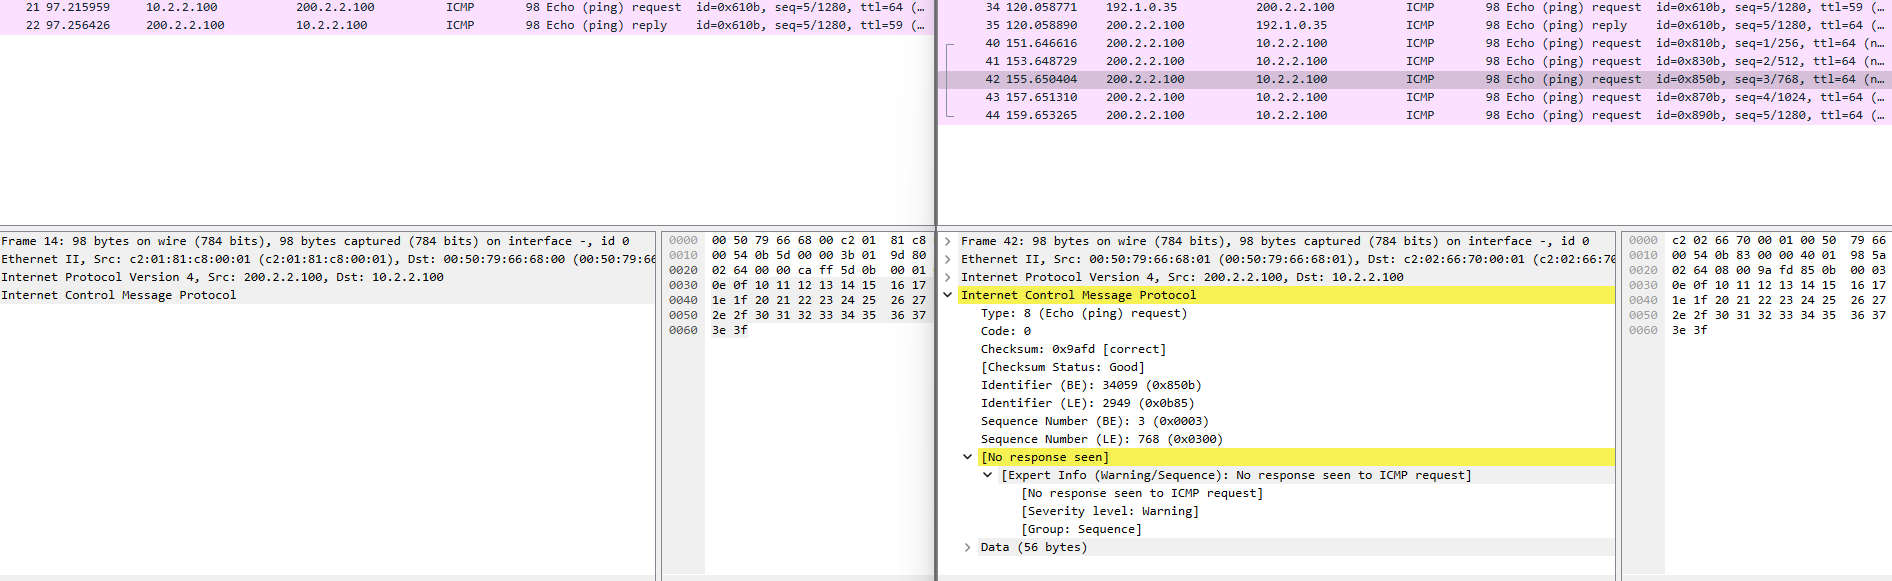 21 97.215959 10.2.2.100 200.2.2.100 ICMP 98 Echo (ping) request id=0x610b, seq=5/1280, ttl=64 (…
22 97.256426 200.2.2.100 10.2.2.100 ICMP 98 Echo (ping) reply id=0x610b, seq=5/1280, ttl=59 (…
Frame 14: 98 bytes on wire (784 bits), 98 bytes captured (784 bits) on interface -, id 0
Ethernet II, Src: c2:01:81:c8:00:01 (c2:01:81:c8:00:01), Dst: 00:50:79:66:68:00 (00:50:79:66
Internet Protocol Version 4, Src: 200.2.2.100, Dst: 10.2.2.100
Internet Control Message Protocol
0000 00 50 79 66 68 00 c2 01 81 c8
0010 00 54 0b 5d 00 00 3b 01 9d 80
0020 02 64 00 00 ca ff 5d 0b 00 01
0030 0e 0f 10 11 12 13 14 15 16 17
0040 1e 1f 20 21 22 23 24 25 26 27
0050 2e 2f 30 31 32 33 34 35 36 37
0060 3e 3f
34 120.058771 192.1.0.35 200.2.2.100 ICMP 98 Echo (ping) request id=0x610b, seq=5/1280, ttl=59 (…
35 120.058890 200.2.2.100 192.1.0.35 ICMP 98 Echo (ping) reply id=0x610b, seq=5/1280, ttl=64 (…
40 151.646616 200.2.2.100 10.2.2.100 ICMP 98 Echo (ping) request id=0x810b, seq=1/256, ttl=64 (n…
41 153.648729 200.2.2.100 10.2.2.100 ICMP 98 Echo (ping) request id=0x830b, seq=2/512, ttl=64 (n…
42 155.650404 200.2.2.100 10.2.2.100 ICMP 98 Echo (ping) request id=0x850b, seq=3/768, ttl=64 (n…
43 157.651310 200.2.2.100 10.2.2.100 ICMP 98 Echo (ping) request id=0x870b, seq=4/1024, ttl=64 (…
44 159.653265 200.2.2.100 10.2.2.100 ICMP 98 Echo (ping) request id=0x890b, seq=5/1280, ttl=64 (…
Frame 42: 98 bytes on wire (784 bits), 98 bytes captured (784 bits) on interface -, id 0
Ethernet II, Src: 00:50:79:66:68:01 (00:50:79:66:68:01), Dst: c2:02:66:70:00:01 (c2:02:66:70
Internet Protocol Version 4, Src: 200.2.2.100, Dst: 10.2.2.100
Internet Control Message Protocol
Type: 8 (Echo (ping) request)
Code: 0
Checksum: 0x9afd [correct]
[Checksum Status: Good]
Identifier (BE): 34059 (0x850b)
Identifier (LE): 2949 (0x0b85)
Sequence Number (BE): 3 (0x0003)
Sequence Number (LE): 768 (0x0300)
[No response seen]
[Expert Info (Warning/Sequence): No response seen to ICMP request]
[No response seen to ICMP request]
[Severity level: Warning]
[Group: Sequence]
Data (56 bytes)
0000 c2 02 66 70 00 01 00 50 79 66
0010 00 54 0b 83 00 00 40 01 98 5a
0020 02 64 08 00 9a fd 85 0b 00 03
0030 0e 0f 10 11 12 13 14 15 16 17
0040 1e 1f 20 21 22 23 24 25 26 27
0050 2e 2f 30 31 32 33 34 35 36 37
0060 3e 3f